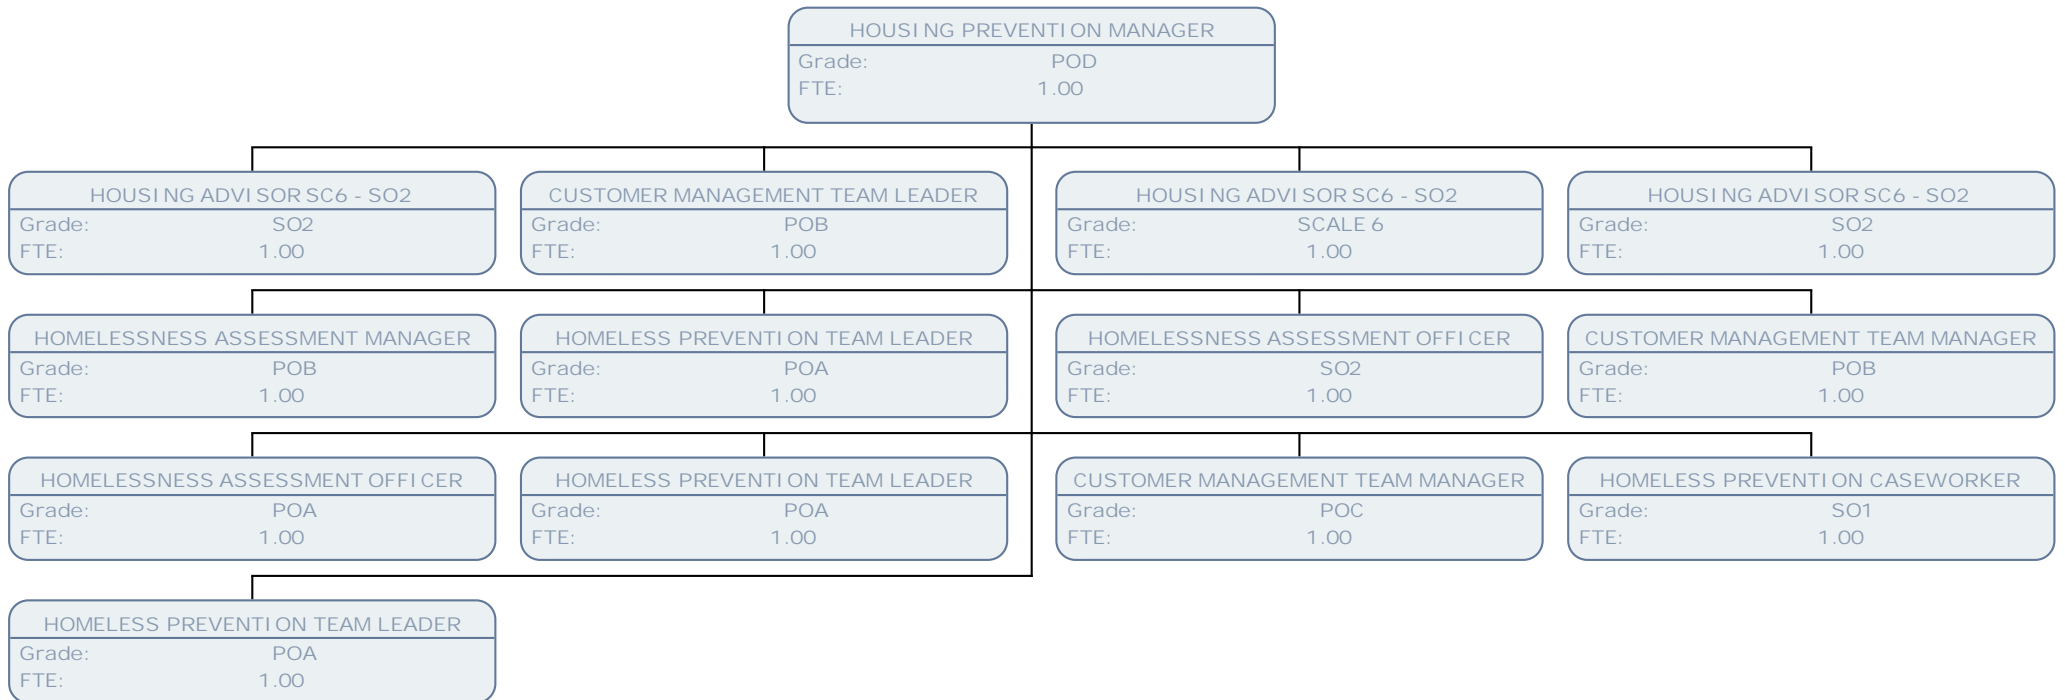 HOUSING PREVENTION MANAGER
Grade: POD
FTE: 1.00
HOUSING ADVISOR SC6 - SO2
Grade: SO2
FTE: 1.00
CUSTOMER MANAGEMENT TEAM LEADER
Grade: POB
FTE: 1.00
HOUSING ADVISOR SC6 - SO2
Grade: SCALE 6
FTE: 1.00
HOUSING ADVISOR SC6 - SO2
Grade: SO2
FTE: 1.00
HOMELESSNESS ASSESSMENT MANAGER
Grade: POB
FTE: 1.00
HOMELESS PREVENTION TEAM LEADER
Grade: POA
FTE: 1.00
HOMELESSNESS ASSESSMENT OFFICER
Grade: SO2
FTE: 1.00
CUSTOMER MANAGEMENT TEAM MANAGER
Grade: POB
FTE: 1.00
HOMELESSNESS ASSESSMENT OFFICER
Grade: POA
FTE: 1.00
HOMELESS PREVENTION TEAM LEADER
Grade: POA
FTE: 1.00
CUSTOMER MANAGEMENT TEAM MANAGER
Grade: POC
FTE: 1.00
HOMELESS PREVENTION CASEWORKER
Grade: SO1
FTE: 1.00
HOMELESS PREVENTION TEAM LEADER
Grade: POA
FTE: 1.00